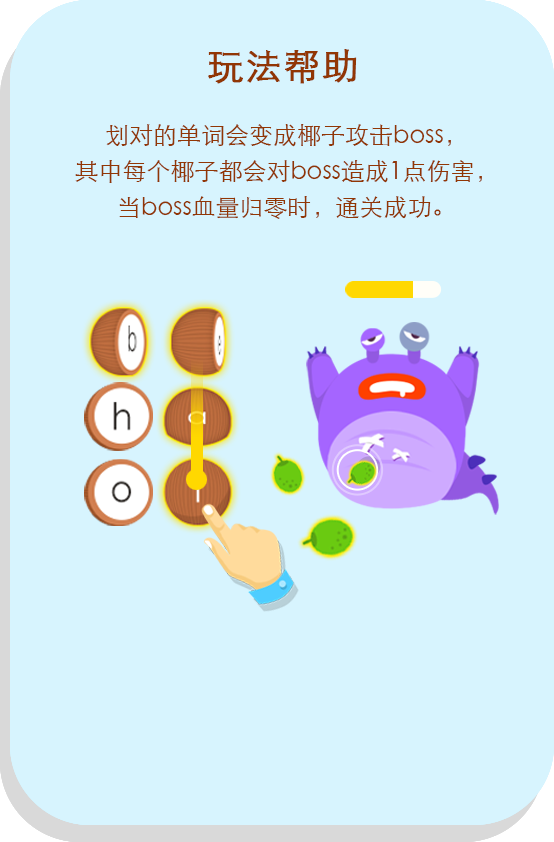 玩法帮助
划对的单词会变成椰子攻击boss，
其中每个椰子都会对boss造成1点伤害，
当boss血量归零时，通关成功。
b
h
a
o
l